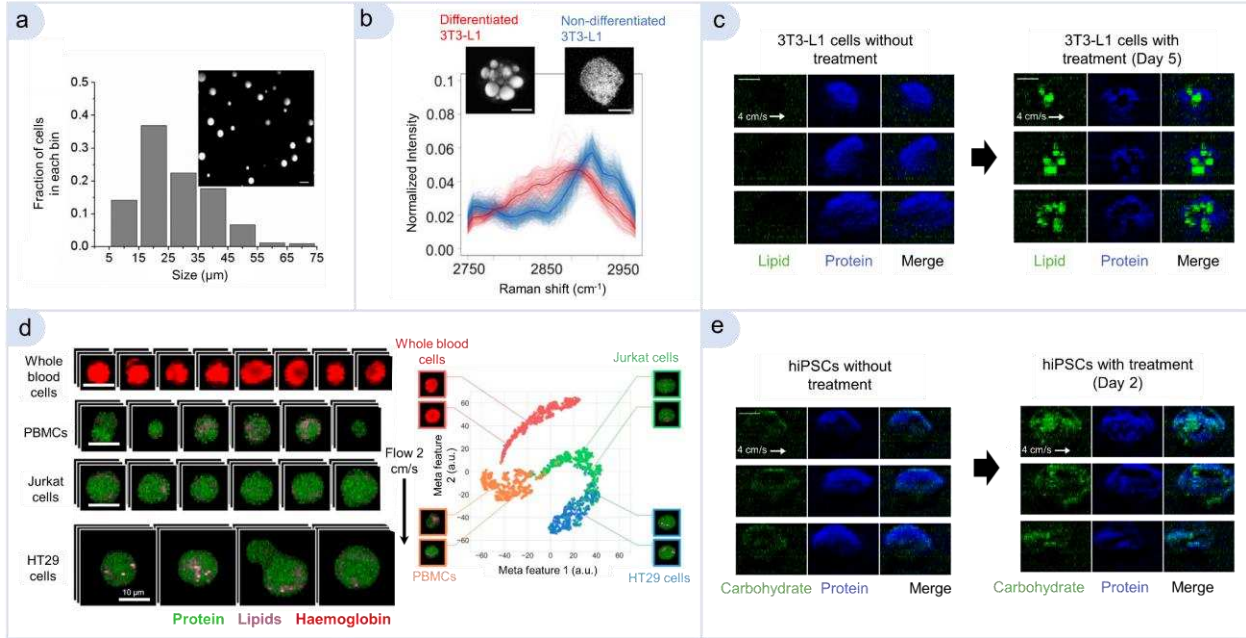 a
Fraction of cells
in each bin
0.5
0.4
0.3
0.2
0.1
0.0
5 15 25 35 45 55 65 75
Size (µm)
b
Differentiated
3T3-L1
Non-differentiated
3T3-L1
Normalized Intensity
0.10
0.08
0.06
0.04
0.02
0.00
2750 2850 2950
Raman shift (cm⁻¹)
c
3T3-L1 cells without
treatment
3T3-L1 cells with
treatment (Day 5)
4 cm/s
4 cm/s
Lipid Protein Merge
Lipid Protein Merge
d
Whole
blood
cells
PBMCs
Jurkat
cells
HT29
cells
10 µm
Flow 2
cm/s
Protein Lipids Haemoglobin
Whole blood
cells
Jurkat cells
Meta feature
2 (a.u.)
80
60
40
20
0
−20
−40
−60
−60 −40 −20 0 20 40 60
Meta feature 1 (a.u.)
PBMCs
HT29 cells
e
hiPSCs without
treatment
hiPSCs with treatment
(Day 2)
4 cm/s
4 cm/s
Carbohydrate Protein Merge
Carbohydrate Protein Merge